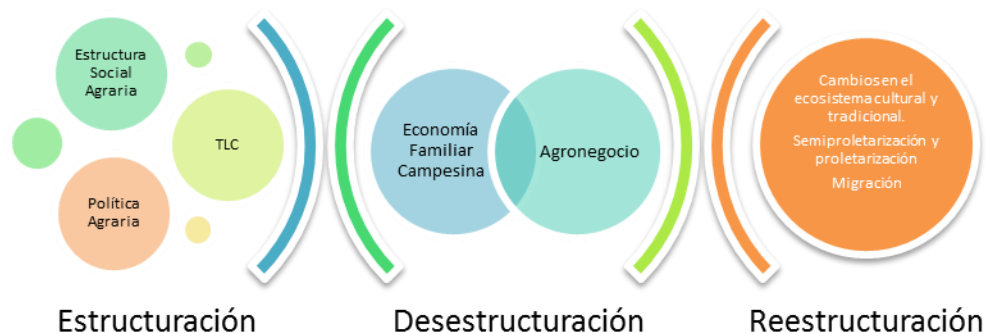 Estructura
Social
Agraria
TLC
Política
Agraria
Estructuración
Economía
Familiar
Campesina
Agronegocio
Desestructuración
Cambios en el
ecosistema cultural y
tradicional.
Semiproletarización y
proletarización
Migración
Reestructuración